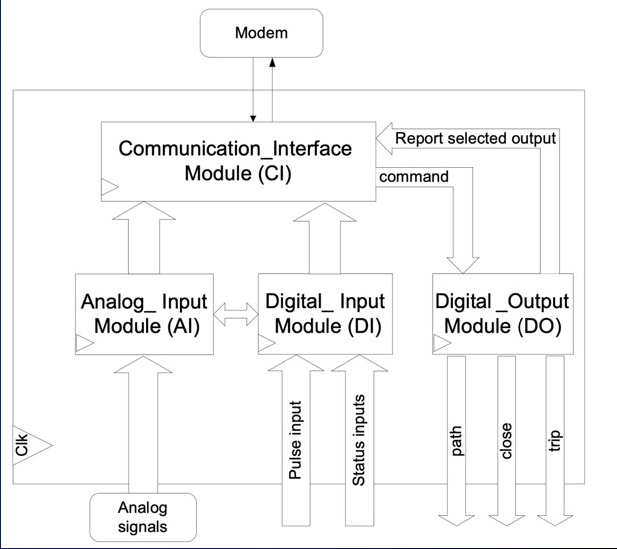 Modem
Communication_Interface
Module (CI)
Report selected output
command
Analog_ Input
Module (AI)
Digital_ Input
Module (DI)
Digital _Output
Module (DO)
Clk
Pulse input
Status inputs
path
close
trip
Analog
signals